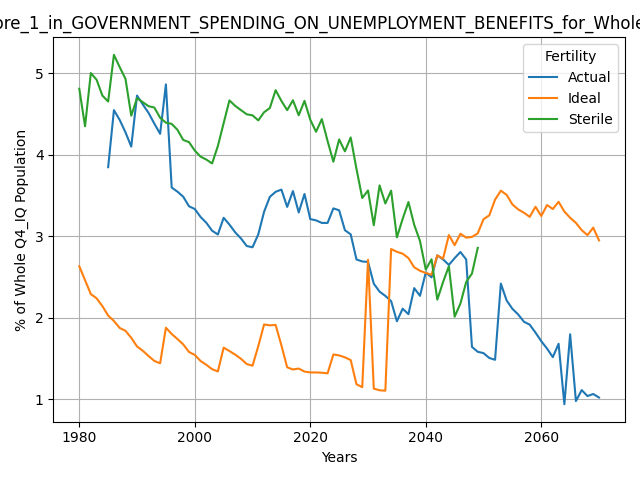 ore_1_in_GOVERNMENT_SPENDING_ON_UNEMPLOYMENT_BENEFITS_for_Whole
Fertility
Actual
Ideal
Sterile
% of Whole Q4_IQ Population
5
4
3
2
1
1980
2000
2020
2040
2060
Years